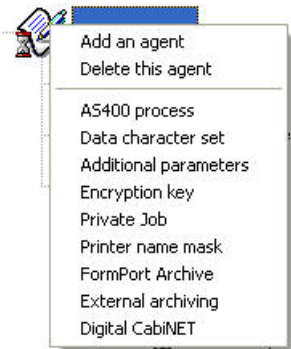 Add an agent
Delete this agent
AS400 process
Data character set
Additional parameters
Encryption key
Private Job
Printer name mask
FormPort Archive
External archiving
Digital CabiNET